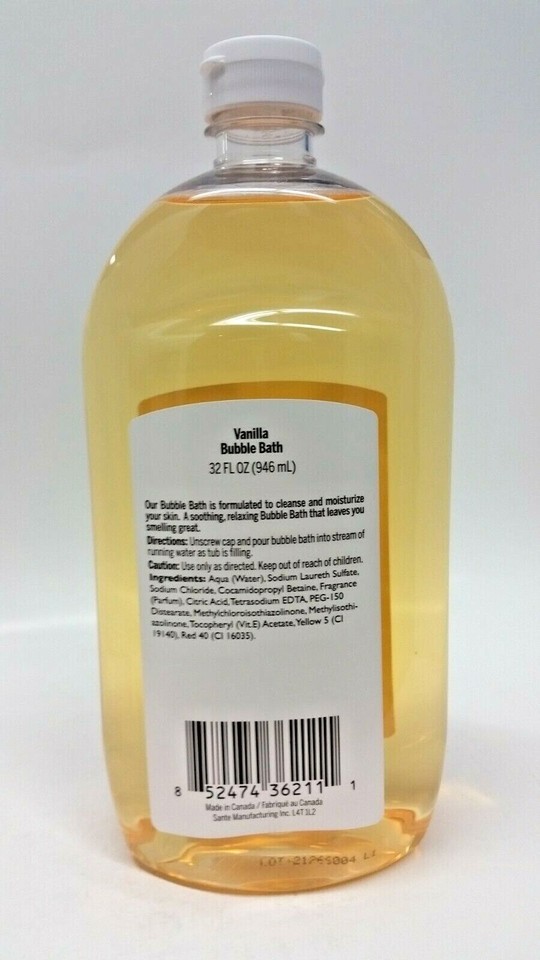 Vanilla
Bubble Bath
32 FL OZ (946 mL)
Our Bubble Bath is formulated to cleanse and moisturize
your skin. A soothing, relaxing Bubble Bath that leaves you
smelling great.
Directions: Unscrew cap and pour bubble bath into stream of
running water as tub is filling.
Caution: Use only as directed. Keep out of reach of children.
Ingredients: Aqua (Water), Sodium Laureth Sulfate,
Sodium Chloride, Cocamidopropyl Betaine, Fragrance
(Parfum), Citric Acid, Tetrasodium EDTA, PEG-150
Distearate, Methylchloroisothiazolinone, Methylisothi-
azolinone, Tocopheryl (Vit.E) Acetate, Yellow 5 (CI
19140), Red 40 (CI 16035).
8 52474 36211 1
Made in Canada / Fabriqué au Canada
Sante Manufacturing Inc. L4T 1L2